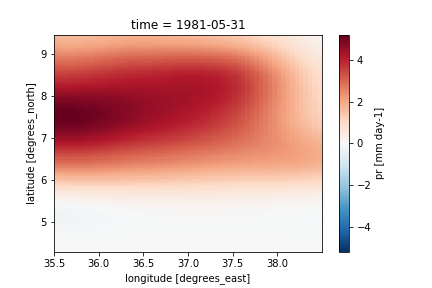 time = 1981-05-31
9
8
7
6
5
latitude [degrees_north]
35.5 36.0 36.5 37.0 37.5 38.0
longitude [degrees_east]
4
2
0
−2
−4
pr [mm day-1]